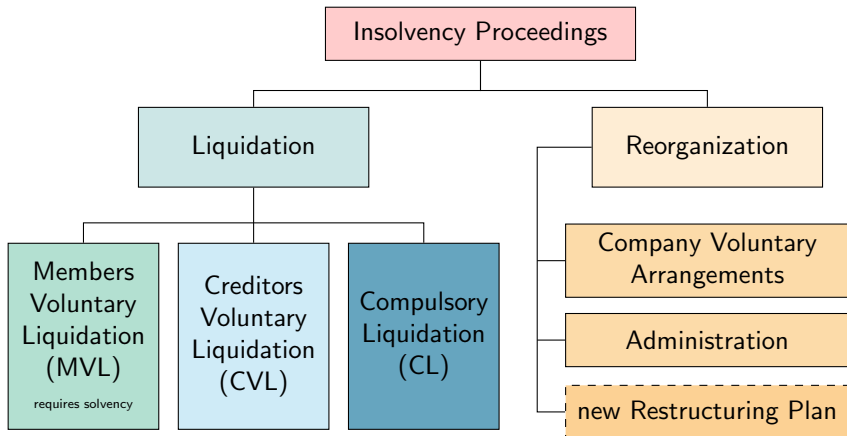 Insolvency Proceedings
Liquidation
Reorganization
Members
Voluntary
Liquidation
(MVL)
requires solvency
Creditors
Voluntary
Liquidation
(CVL)
Compulsory
Liquidation
(CL)
Company Voluntary
Arrangements
Administration
new Restructuring Plan